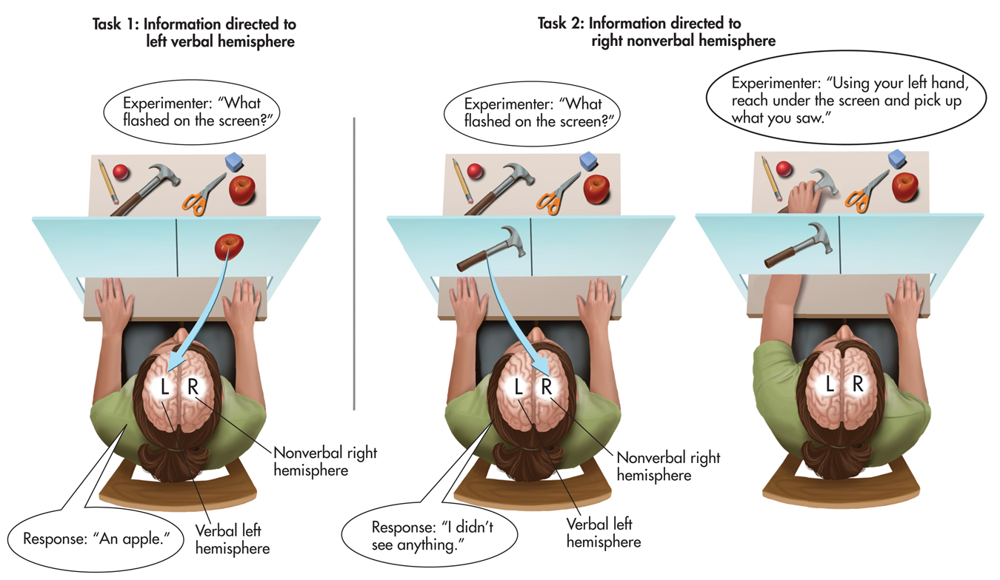 Task 1: Information directed to
left verbal hemisphere
Experimenter: “What
flashed on the screen?”
L R
Nonverbal right
hemisphere
Verbal left
hemisphere
Response: “An apple.”
Task 2: Information directed to
right nonverbal hemisphere
Experimenter: “What
flashed on the screen?”
L R
Nonverbal right
hemisphere
Verbal left
hemisphere
Response: “I didn’t
see anything.”
Experimenter: “Using your left hand,
reach under the screen and pick up
what you saw.”
L R